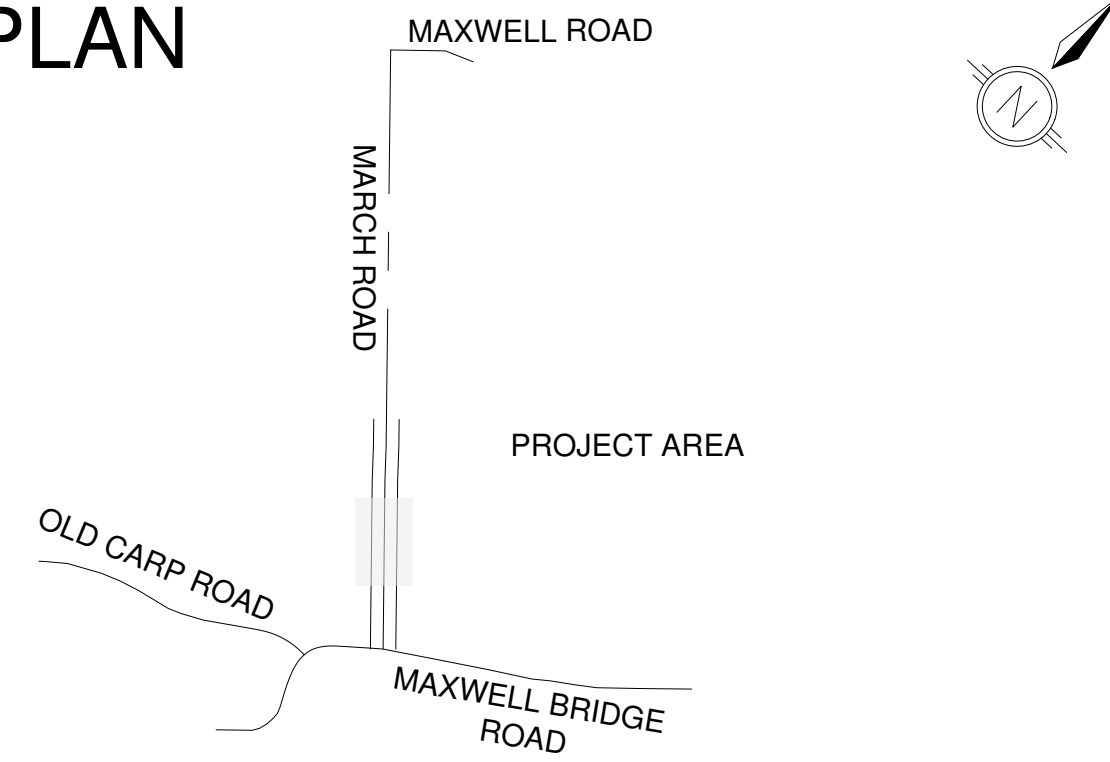 PLAN
MAXWELL ROAD
N
MARCH ROAD
PROJECT AREA
OLD CARP ROAD
MAXWELL BRIDGE
ROAD